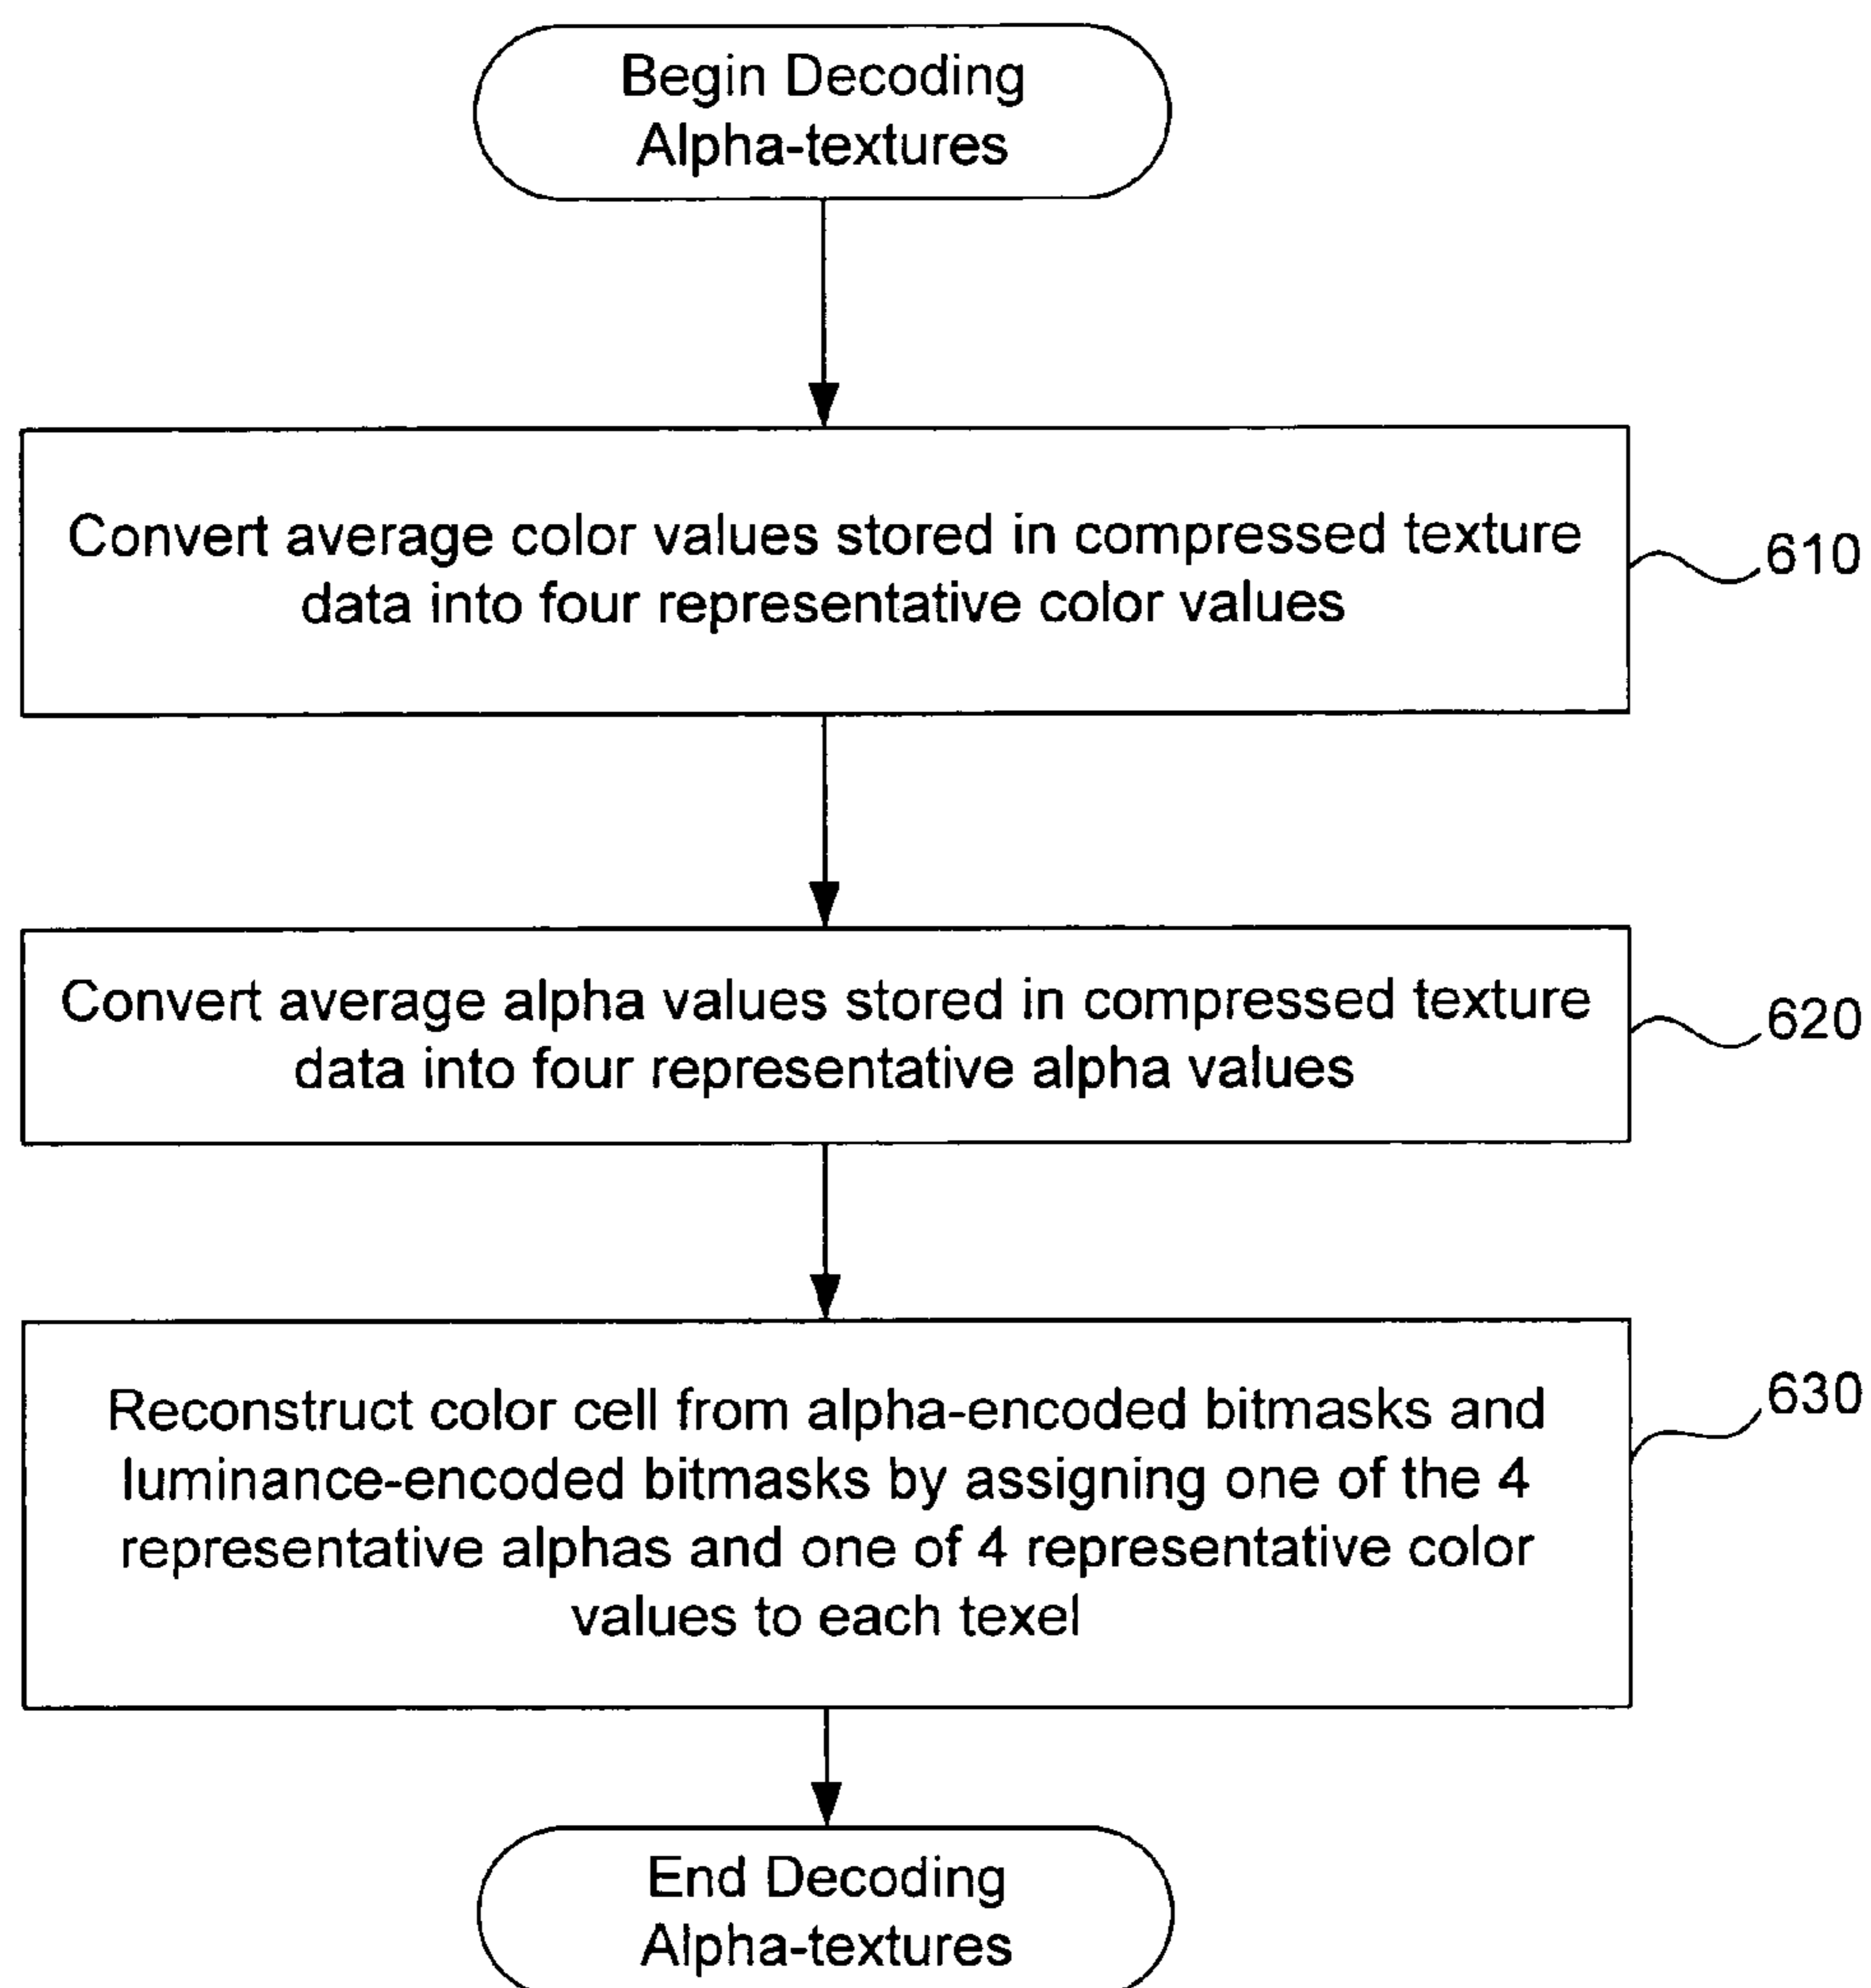 Begin Decoding
Alpha-textures
Convert average color values stored in compressed texture
data into four representative color values
610
Convert average alpha values stored in compressed texture
data into four representative alpha values
620
Reconstruct color cell from alpha-encoded bitmasks and
luminance-encoded bitmasks by assigning one of the 4
representative alphas and one of 4 representative color
values to each texel
630
End Decoding
Alpha-textures